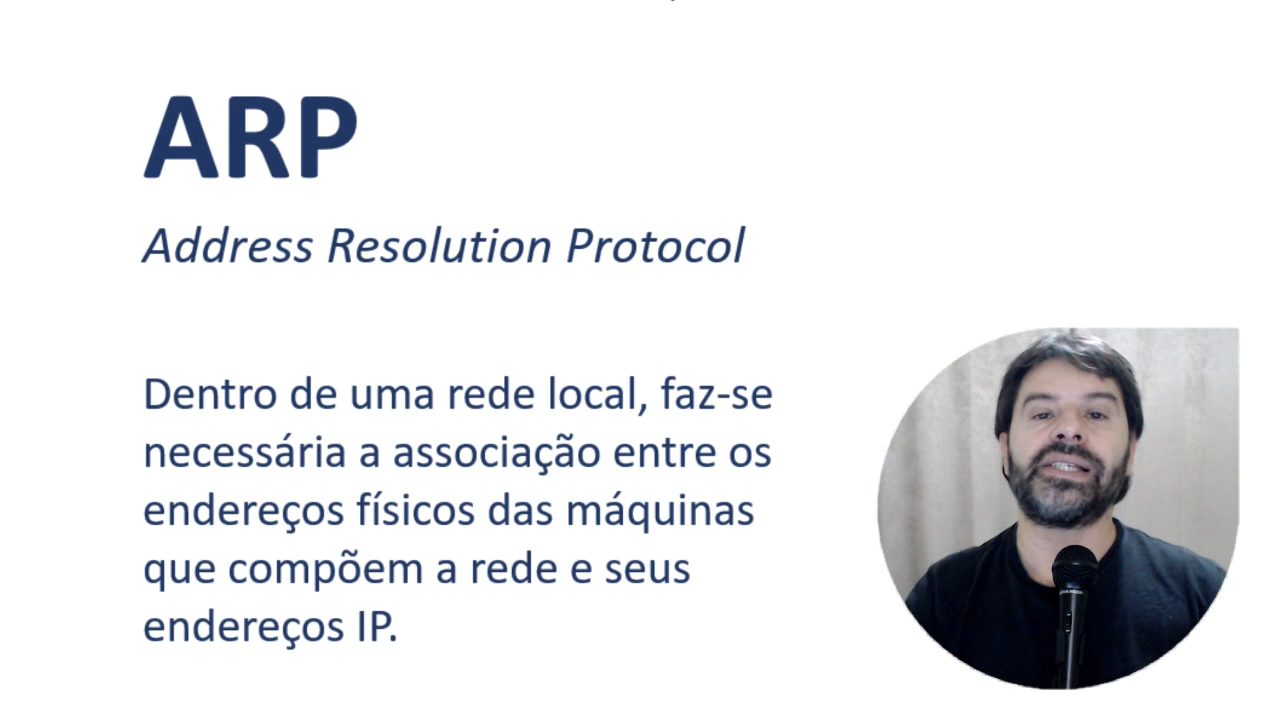 ARP
Address Resolution Protocol
Dentro de uma rede local, faz-se
necessária a associação entre os
endereços físicos das máquinas
que compõem a rede e seus
endereços IP.